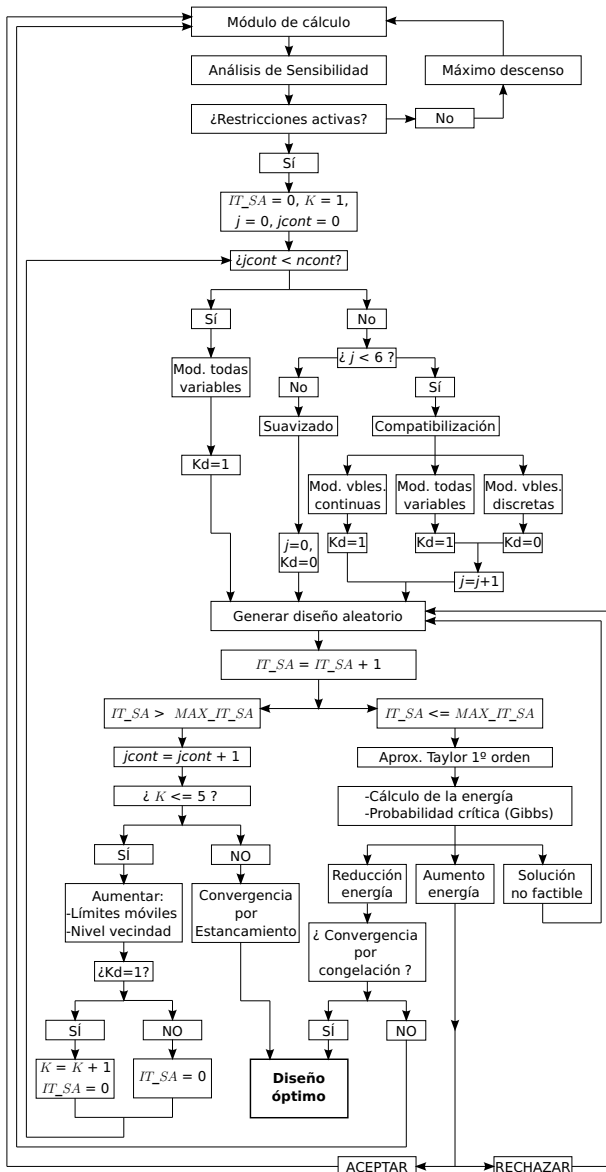 Módulo de cálculo
Análisis de Sensibilidad
Máximo descenso
¿Restricciones activas?
No
Sí
IT_SA = 0, K = 1,
j = 0, jcont = 0
¿jcont < ncont?
Sí
No
Mod. todas
variables
¿ j < 6 ?
No
Sí
Suavizado
Compatibilización
Kd=1
Mod. vbles.
continuas
Mod. todas
variables
Mod. vbles.
discretas
j=0,
Kd=0
Kd=1
Kd=1
Kd=0
j=j+1
Generar diseño aleatorio
IT_SA = IT_SA + 1
IT_SA > MAX_IT_SA
IT_SA <= MAX_IT_SA
jcont = jcont + 1
Aprox. Taylor 1º orden
¿ K <= 5 ?
-Cálculo de la energía
-Probabilidad crítica (Gibbs)
SÍ
NO
Reducción
energía
Aumento
energía
Solución
no factible
Aumentar:
-Límites móviles
-Nivel vecindad
Convergencia
por
Estancamiento
¿ Convergencia
por
congelación ?
¿Kd=1?
SÍ
NO
SÍ
NO
K = K + 1
IT_SA = 0
IT_SA = 0
Diseño
óptimo
ACEPTAR
RECHAZAR